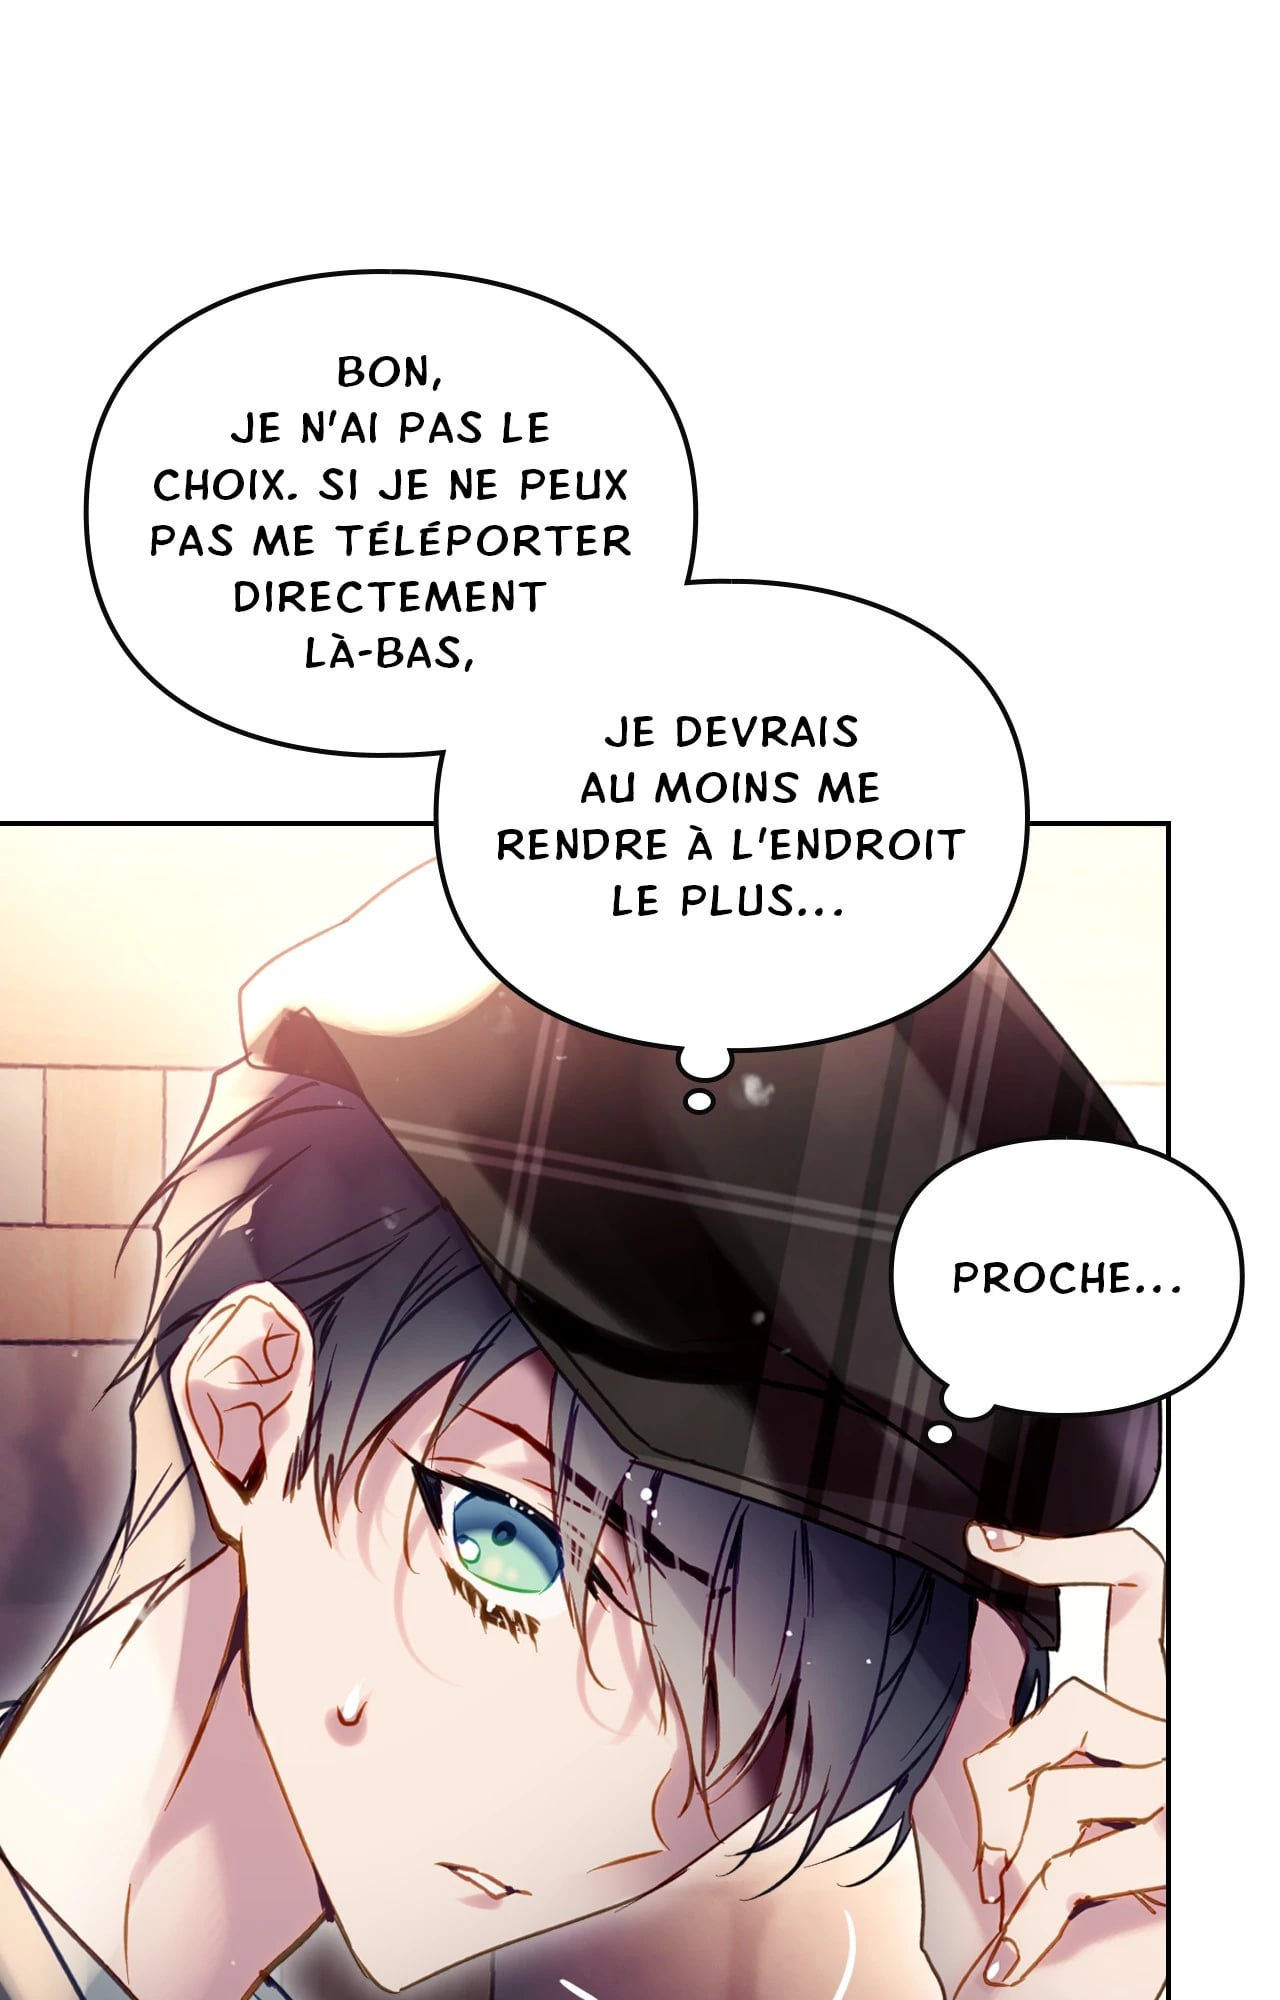 BON,
JE N'AI PAS LE
CHOIX. SI JE NE PEUX
PAS ME TÉLÉPORTER
DIRECTEMENT
LÀ-BAS,
JE DEVRAIS
AU MOINS ME
RENDRE À L'ENDROIT
LE PLUS...
PROCHE...